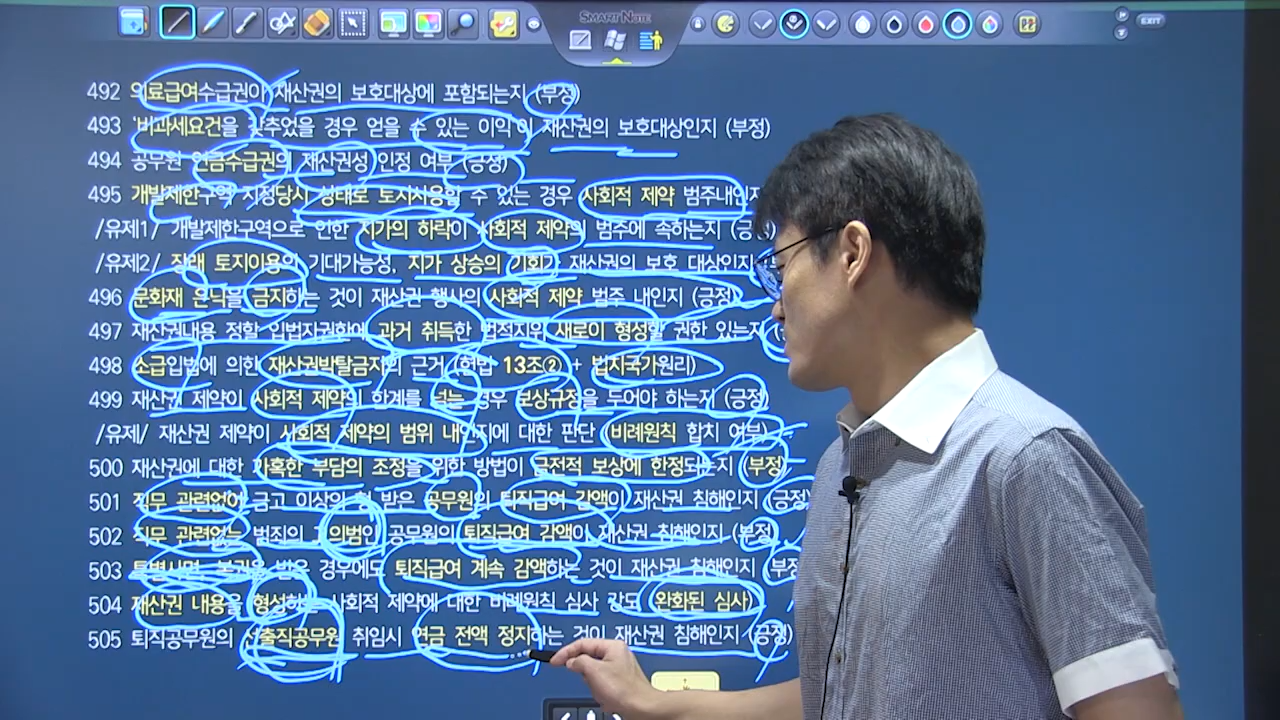 SMART NOTE
EXIT
492 의료급여수급권이 재산권의 보호대상에 포함되는지 (부정)
493 '비과세요건을 갖추었을 경우 얻을 수 있는 이익'이 재산권의 보호대상인지 (부정)
494 공무원 연금수급권의 재산권성 인정 여부 (긍정)
495 개발제한구역 지정당시 상태로 토지사용할 수 있는 경우 사회적 제약 범주내인지
/유제1/ 개발제한구역으로 인한 지가의 하락이 사회적 제약의 범주에 속하는지 (긍정)
/유제2/ 장래 토지이용의 기대가능성, 지가 상승의 기회가 재산권의 보호 대상인지
496 문화재 은닉을 금지하는 것이 재산권 행사의 사회적 제약 범주 내인지 (긍정)
497 재산권내용 정할 입법자권한에 과거 취득한 법적지위 새로이 형성할 권한 있는지
498 소급입법에 의한 재산권박탈금지의 근거 (헌법 13조② + 법치국가원리)
499 재산권 제약이 사회적 제약의 한계를 넘는 경우 보상규정을 두어야 하는지 (긍정)
/유제/ 재산권 제약이 사회적 제약의 범위 내인지에 대한 판단 (비례원칙 합치 여부)
500 재산권에 대한 가혹한 부담의 조정을 위한 방법이 금전적 보상에 한정되는지 (부정)
501 직무 관련없이 금고 이상의 형 받은 공무원의 퇴직급여 감액이 재산권 침해인지 (긍정)
502 직무 관련없는 범죄의 고의범인 공무원의 퇴직급여 감액이 재산권 침해인지 (부정)
503 특별사면, 복권을 받은 경우에도 퇴직급여 계속 감액하는 것이 재산권 침해인지 (부정
504 재산권 내용을 형성하는 사회적 제약에 대한 비례원칙 심사 강도 (완화된 심사)
505 퇴직공무원의 선출직공무원 취임시 연금 전액 정지하는 것이 재산권 침해인지 (긍정)